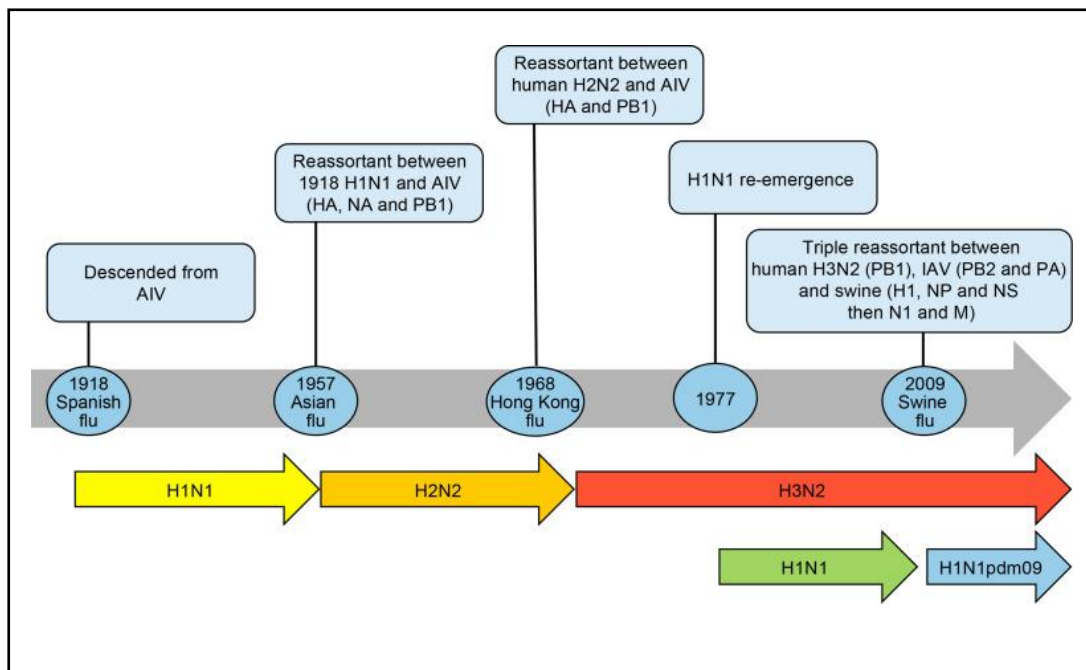 Reassortant between
human H2N2 and AIV
(HA and PB1)
Reassortant between
1918 H1N1 and AIV
(HA, NA and PB1)
H1N1 re-emergence
Descended from
AIV
Triple reassortant between
human H3N2 (PB1), IAV (PB2 and PA)
and swine (H1, NP and NS
then N1 and M)
1918
Spanish
flu
1957
Asian
flu
1968
Hong Kong
flu
1977
2009
Swine
flu
H1N1
H2N2
H3N2
H1N1
H1N1pdm09